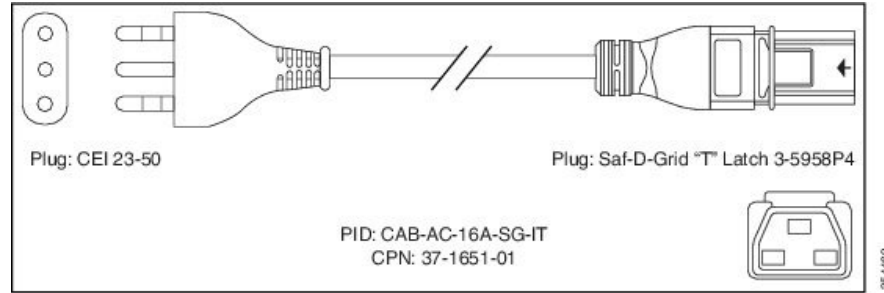 Plug: CEI 23-50
Plug: Saf-D-Grid “T” Latch 3-5958P4
PID: CAB-AC-16A-SG-IT
CPN: 37-1651-01